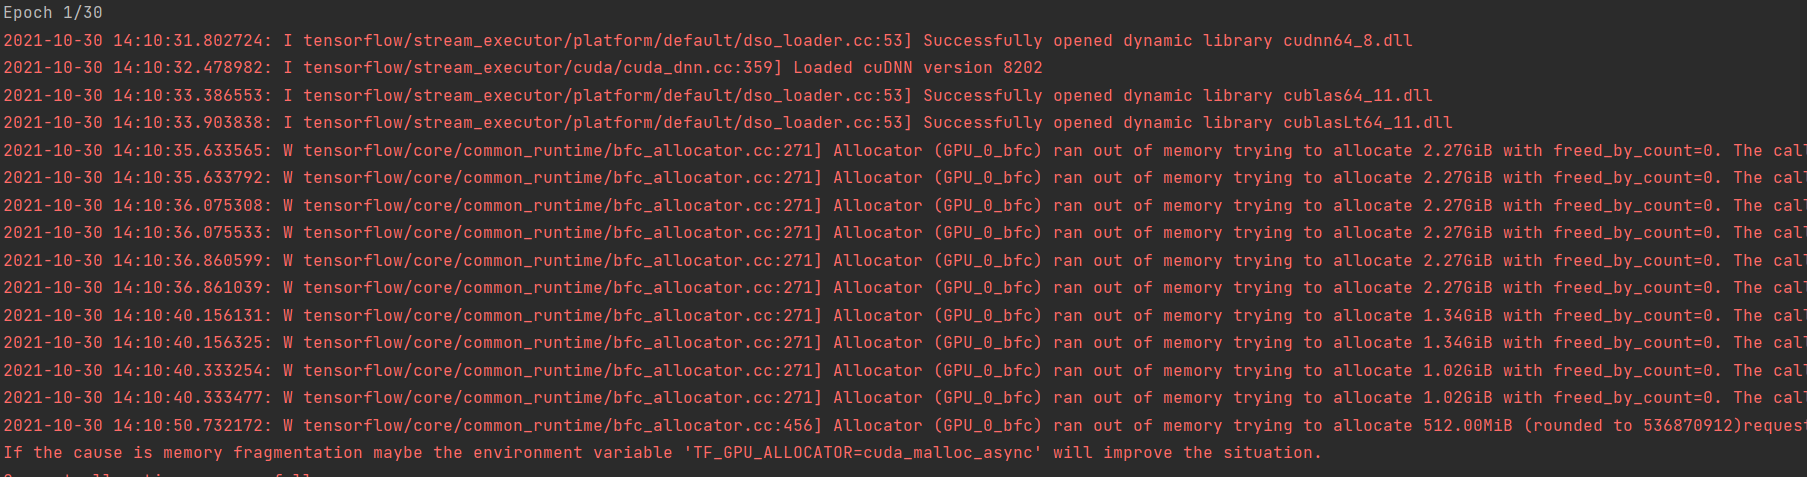 Epoch 1/30
2021-10-30 14:10:31.802724: I tensorflow/stream_executor/platform/default/dso_loader.cc:53] Successfully opened dynamic library cudnn64_8.dll
2021-10-30 14:10:32.478982: I tensorflow/stream_executor/cuda/cuda_dnn.cc:359] Loaded cuDNN version 8202
2021-10-30 14:10:33.386553: I tensorflow/stream_executor/platform/default/dso_loader.cc:53] Successfully opened dynamic library cublas64_11.dll
2021-10-30 14:10:33.903838: I tensorflow/stream_executor/platform/default/dso_loader.cc:53] Successfully opened dynamic library cublasLt64_11.dll
2021-10-30 14:10:35.633565: W tensorflow/core/common_runtime/bfc_allocator.cc:271] Allocator (GPU_0_bfc) ran out of memory trying to allocate 2.27GiB with freed_by_count=0. The call
2021-10-30 14:10:35.633792: W tensorflow/core/common_runtime/bfc_allocator.cc:271] Allocator (GPU_0_bfc) ran out of memory trying to allocate 2.27GiB with freed_by_count=0. The call
2021-10-30 14:10:36.075308: W tensorflow/core/common_runtime/bfc_allocator.cc:271] Allocator (GPU_0_bfc) ran out of memory trying to allocate 2.27GiB with freed_by_count=0. The call
2021-10-30 14:10:36.075533: W tensorflow/core/common_runtime/bfc_allocator.cc:271] Allocator (GPU_0_bfc) ran out of memory trying to allocate 2.27GiB with freed_by_count=0. The call
2021-10-30 14:10:36.860599: W tensorflow/core/common_runtime/bfc_allocator.cc:271] Allocator (GPU_0_bfc) ran out of memory trying to allocate 2.27GiB with freed_by_count=0. The call
2021-10-30 14:10:36.861039: W tensorflow/core/common_runtime/bfc_allocator.cc:271] Allocator (GPU_0_bfc) ran out of memory trying to allocate 2.27GiB with freed_by_count=0. The call
2021-10-30 14:10:40.156131: W tensorflow/core/common_runtime/bfc_allocator.cc:271] Allocator (GPU_0_bfc) ran out of memory trying to allocate 1.34GiB with freed_by_count=0. The call
2021-10-30 14:10:40.156325: W tensorflow/core/common_runtime/bfc_allocator.cc:271] Allocator (GPU_0_bfc) ran out of memory trying to allocate 1.34GiB with freed_by_count=0. The call
2021-10-30 14:10:40.333254: W tensorflow/core/common_runtime/bfc_allocator.cc:271] Allocator (GPU_0_bfc) ran out of memory trying to allocate 1.02GiB with freed_by_count=0. The call
2021-10-30 14:10:40.333477: W tensorflow/core/common_runtime/bfc_allocator.cc:271] Allocator (GPU_0_bfc) ran out of memory trying to allocate 1.02GiB with freed_by_count=0. The call
2021-10-30 14:10:50.732172: W tensorflow/core/common_runtime/bfc_allocator.cc:456] Allocator (GPU_0_bfc) ran out of memory trying to allocate 512.00MiB (rounded to 536870912)request
If the cause is memory fragmentation maybe the environment variable 'TF_GPU_ALLOCATOR=cuda_malloc_async' will improve the situation.